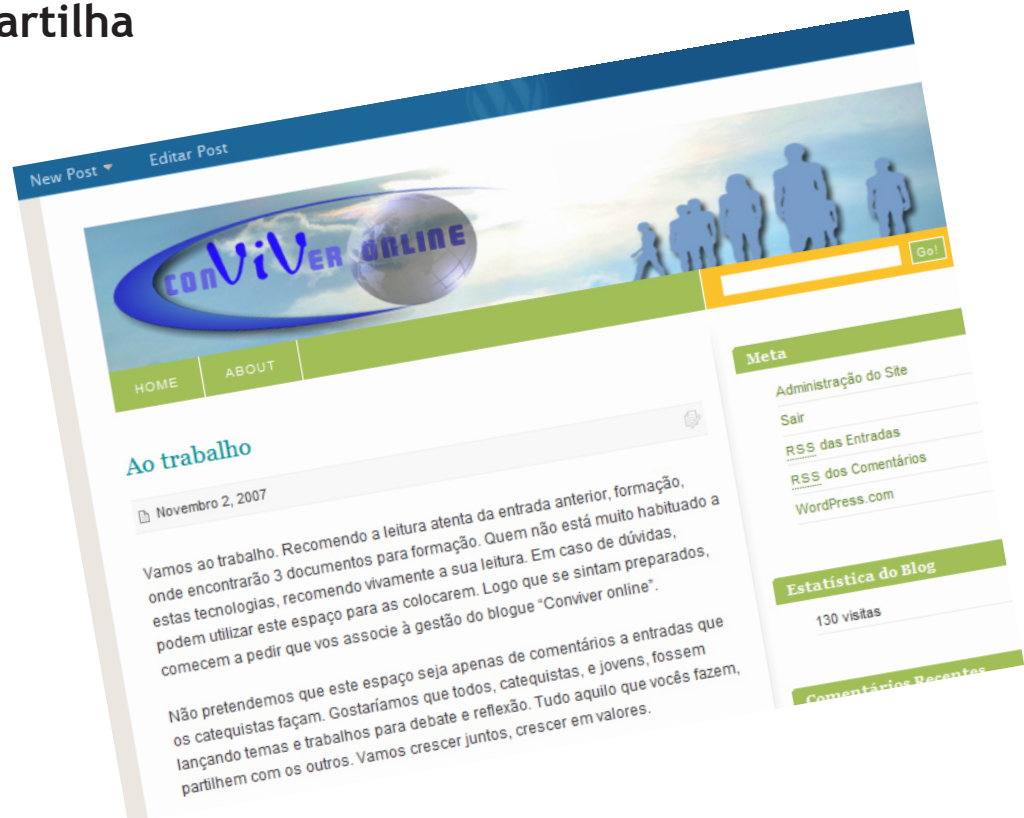 artilha
New Post
Editar Post
CONViVER ONLINE
Go!
HOME
ABOUT
Ao trabalho
Novembro 2, 2007
Vamos ao trabalho. Recomendo a leitura atenta da entrada anterior, formação,
onde encontrarão 3 documentos para formação. Quem não está muito habituado a
estas tecnologias, recomendo vivamente a sua leitura. Em caso de dúvidas,
podem utilizar este espaço para as colocarem. Logo que se sintam preparados,
comecem a pedir que vos associe à gestão do blogue “Conviver online”.
Não pretendemos que este espaço seja apenas de comentários a entradas que
os catequistas façam. Gostaríamos que todos, catequistas, e jovens, fossem
lançando temas e trabalhos para debate e reflexão. Tudo aquilo que vocês fazem,
partilhem com os outros. Vamos crescer juntos, crescer em valores.
Meta
Administração do Site
Sair
RSS das Entradas
RSS dos Comentários
WordPress.com
Estatística do Blog
130 visitas
Comentários Recentes